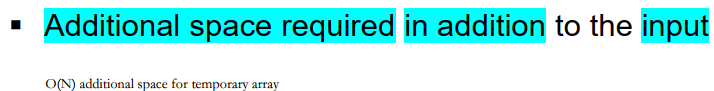 ▪ Additional space required in addition to the input
O(N) additional space for temporary array